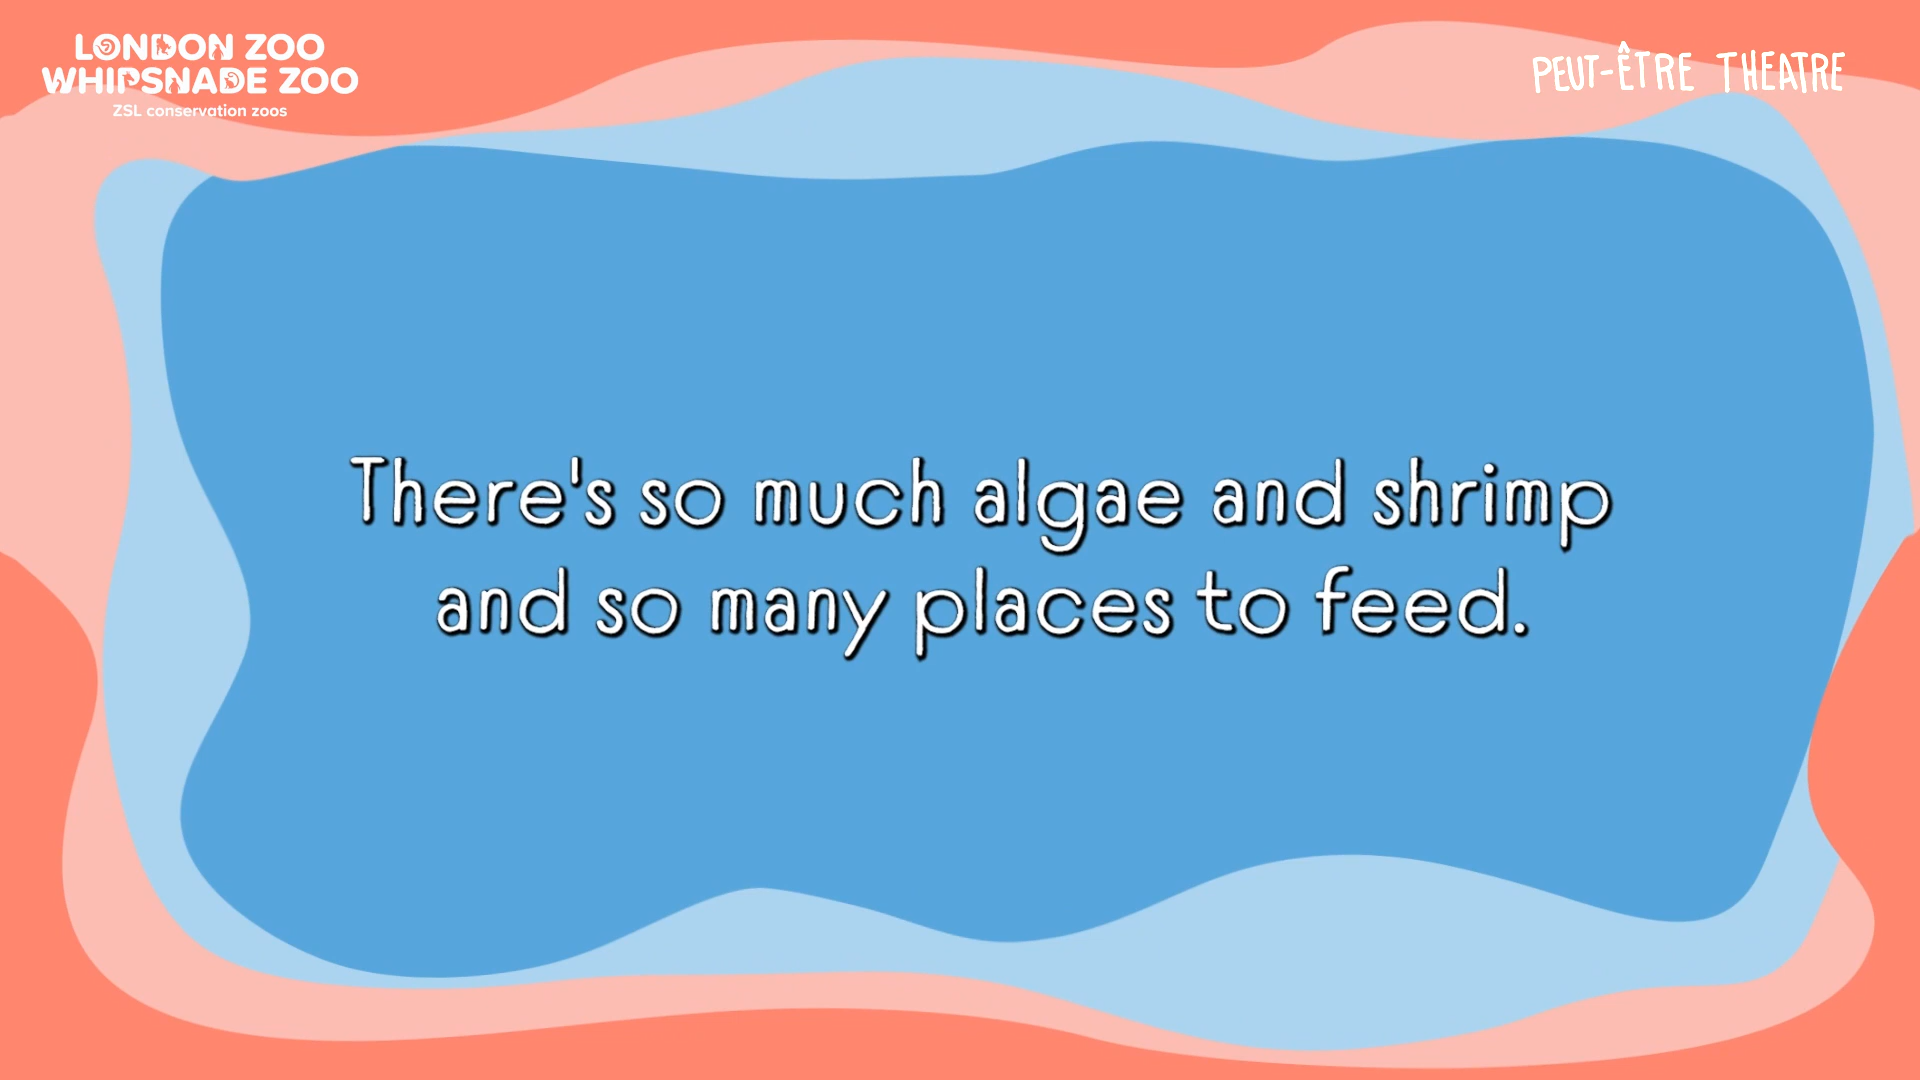 LONDON ZOO
WHIPSNADE ZOO
ZSL conservation zoos
PEUT-ÊTRE THEATRE
There's so much algae and shrimp
and so many places to feed.